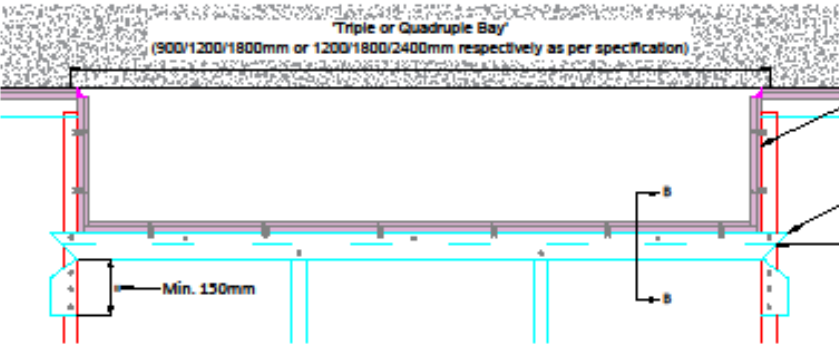 'Triple or Quadruple Bay'
(900/1200/1800mm or 1200/1800/2400mm respectively as per specification)
B
Min. 150mm
B